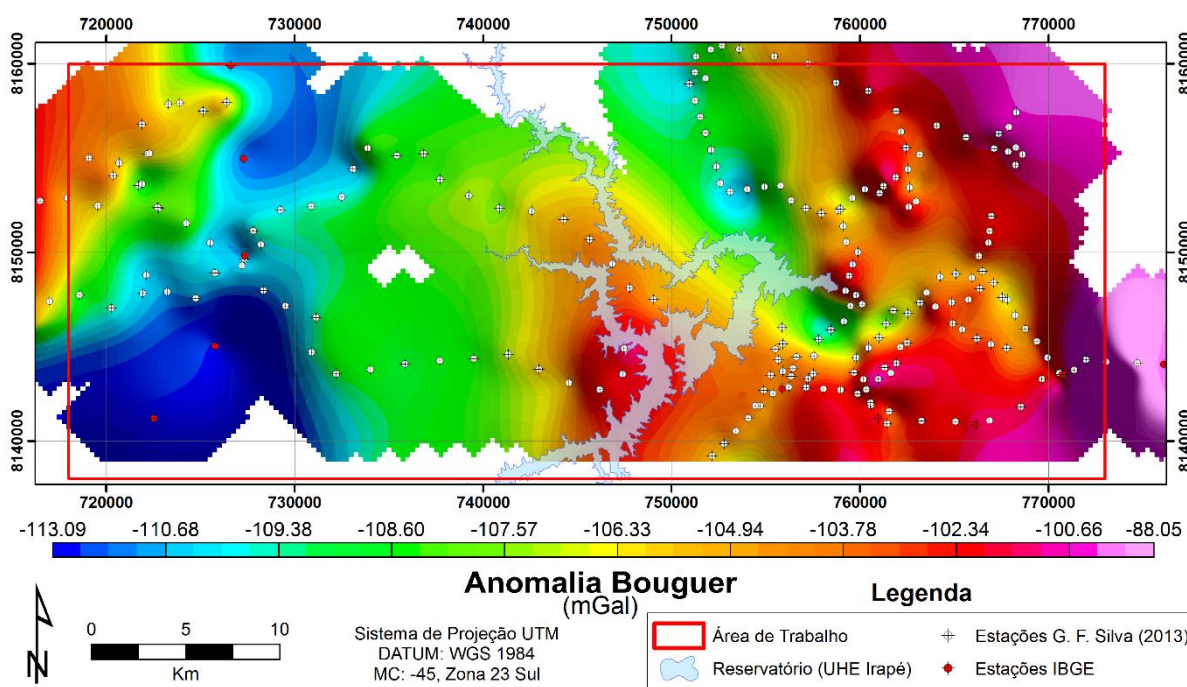 720000 730000 740000 750000 760000 770000
8160000 8160000
8150000 8150000
8140000 8140000
720000 730000 740000 750000 760000 770000
-113.09 -110.68 -109.38 -108.60 -107.57 -106.33 -104.94 -103.78 -102.34 -100.66 -88.05
Anomalia Bouguer
(mGal)
N
0 5 10
Km
Sistema de Projeção UTM
DATUM: WGS 1984
MC: -45, Zona 23 Sul
Legenda
Área de Trabalho
Estações G. F. Silva (2013)
Reservatório (UHE Irapé)
Estações IBGE